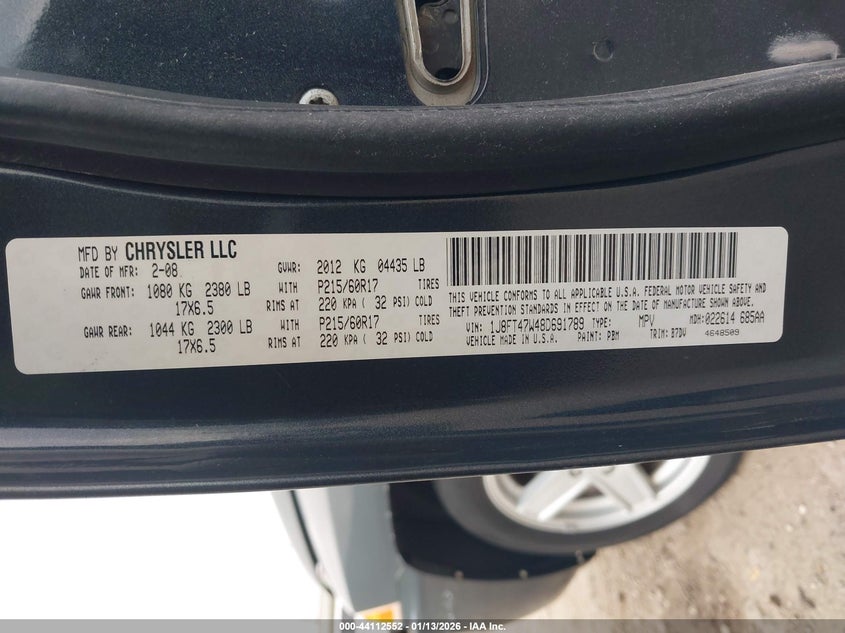 MFD BY CHRYSLER LLC
DATE OF MFR: 2-08 GVWR: 2012 KG 04435 LB
GAWR FRONT: 1080 KG 2380 LB WITH P215/60R17 TIRES
17X6.5 RIMS AT 220 KPA ( 32 PSI) COLD
GAWR REAR: 1044 KG 2300 LB WITH P215/60R17 TIRES
17X6.5 RIMS AT 220 KPA ( 32 PSI) COLD
THIS VEHICLE CONFORMS TO ALL APPLICABLE U.S.A. FEDERAL MOTOR VEHICLE SAFETY AND
THEFT PREVENTION STANDARDS IN EFFECT ON THE DATE OF MANUFACTURE SHOWN ABOVE.
VIN: 1J8FT47W48D691789 TYPE: MPV MDH:022614 685AA
VEHICLE MADE IN U.S.A. PAINT: PBM TRIM: B7DV 4648509
000-44112552 - 01/13/2026 - © IAA Inc.